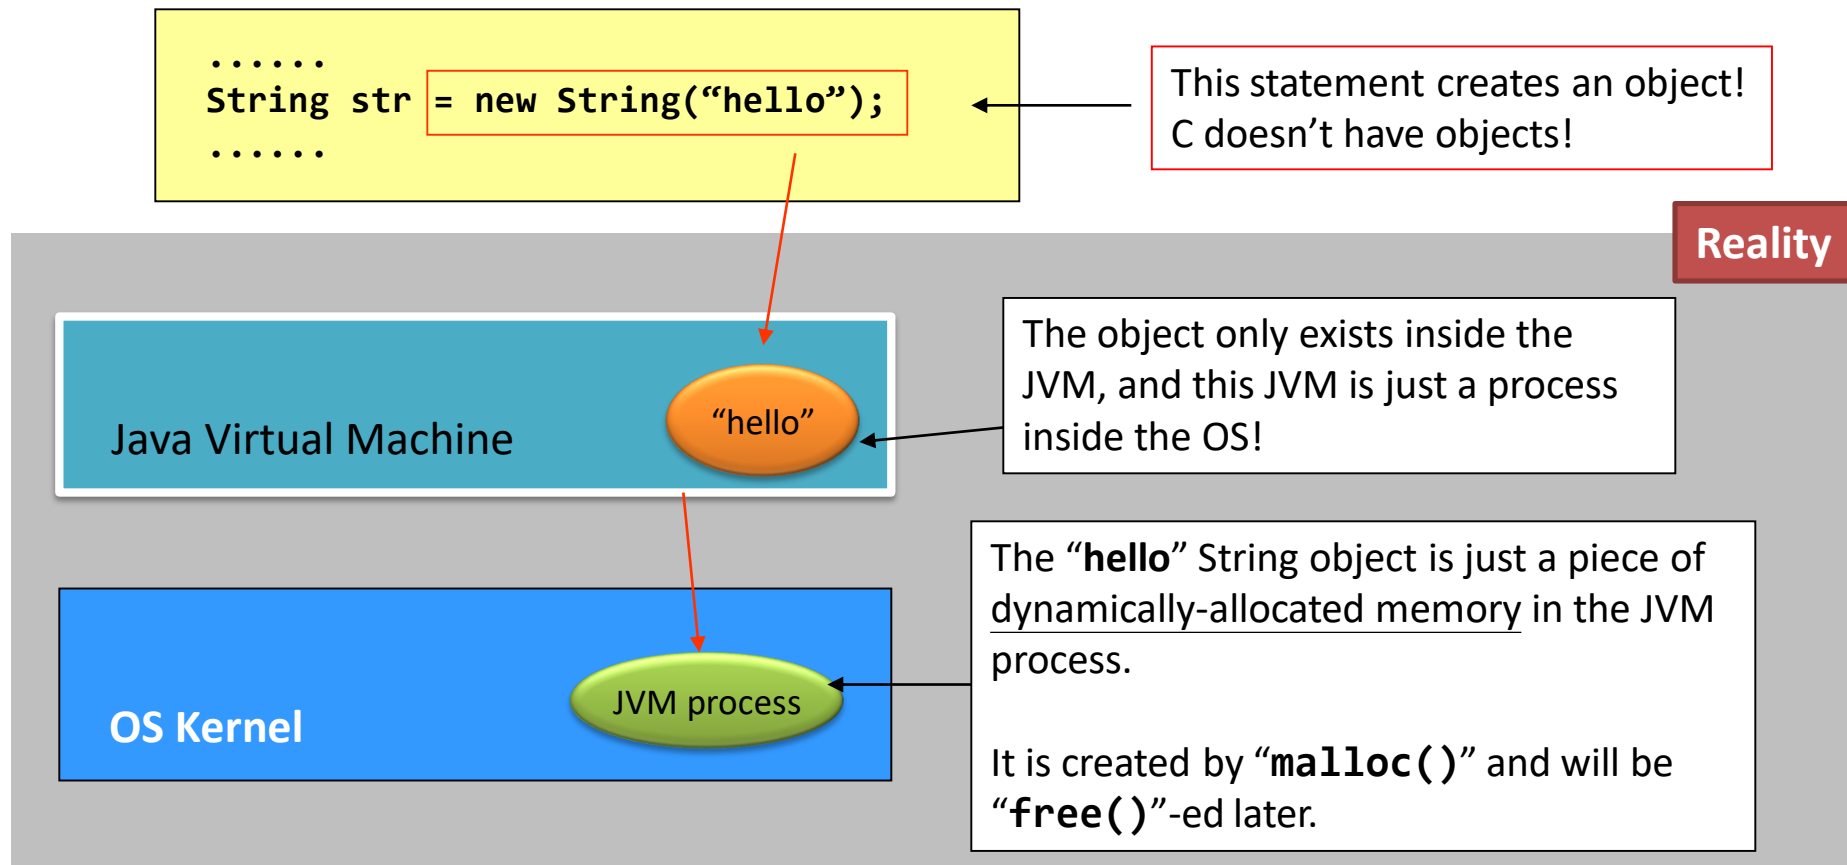 ......
String str = new String(“hello”);
......
This statement creates an object!
C doesn’t have objects!
Reality
The object only exists inside the
JVM, and this JVM is just a process
inside the OS!
“hello”
Java Virtual Machine
The “hello” String object is just a piece of
dynamically-allocated memory in the JVM
process.
It is created by “malloc()” and will be
“free()”-ed later.
JVM process
OS Kernel